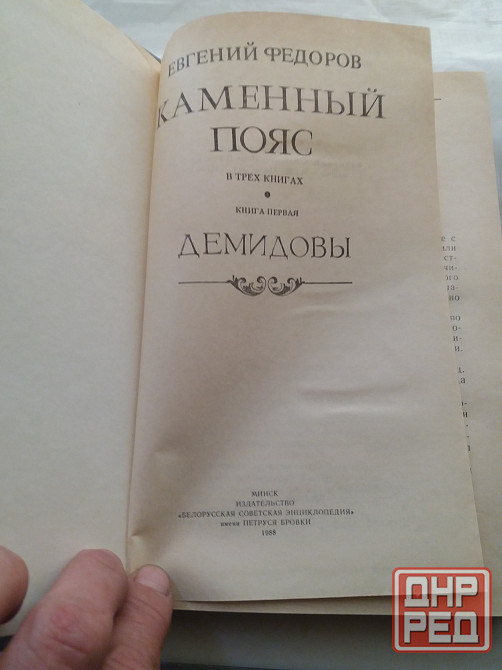 ЕВГЕНИЙ ФЕДОРОВ
КАМЕННЫЙ
ПОЯС
В ТРЕХ КНИГАХ
КНИГА ПЕРВАЯ
ДЕМИДОВЫ
МИНСК
ИЗДАТЕЛЬСТВО
«БЕЛОРУССКАЯ СОВЕТСКАЯ ЭНЦИКЛОПЕДИЯ»
имени ПЕТРУСЯ БРОВКИ
1988
ДНР
РЕД